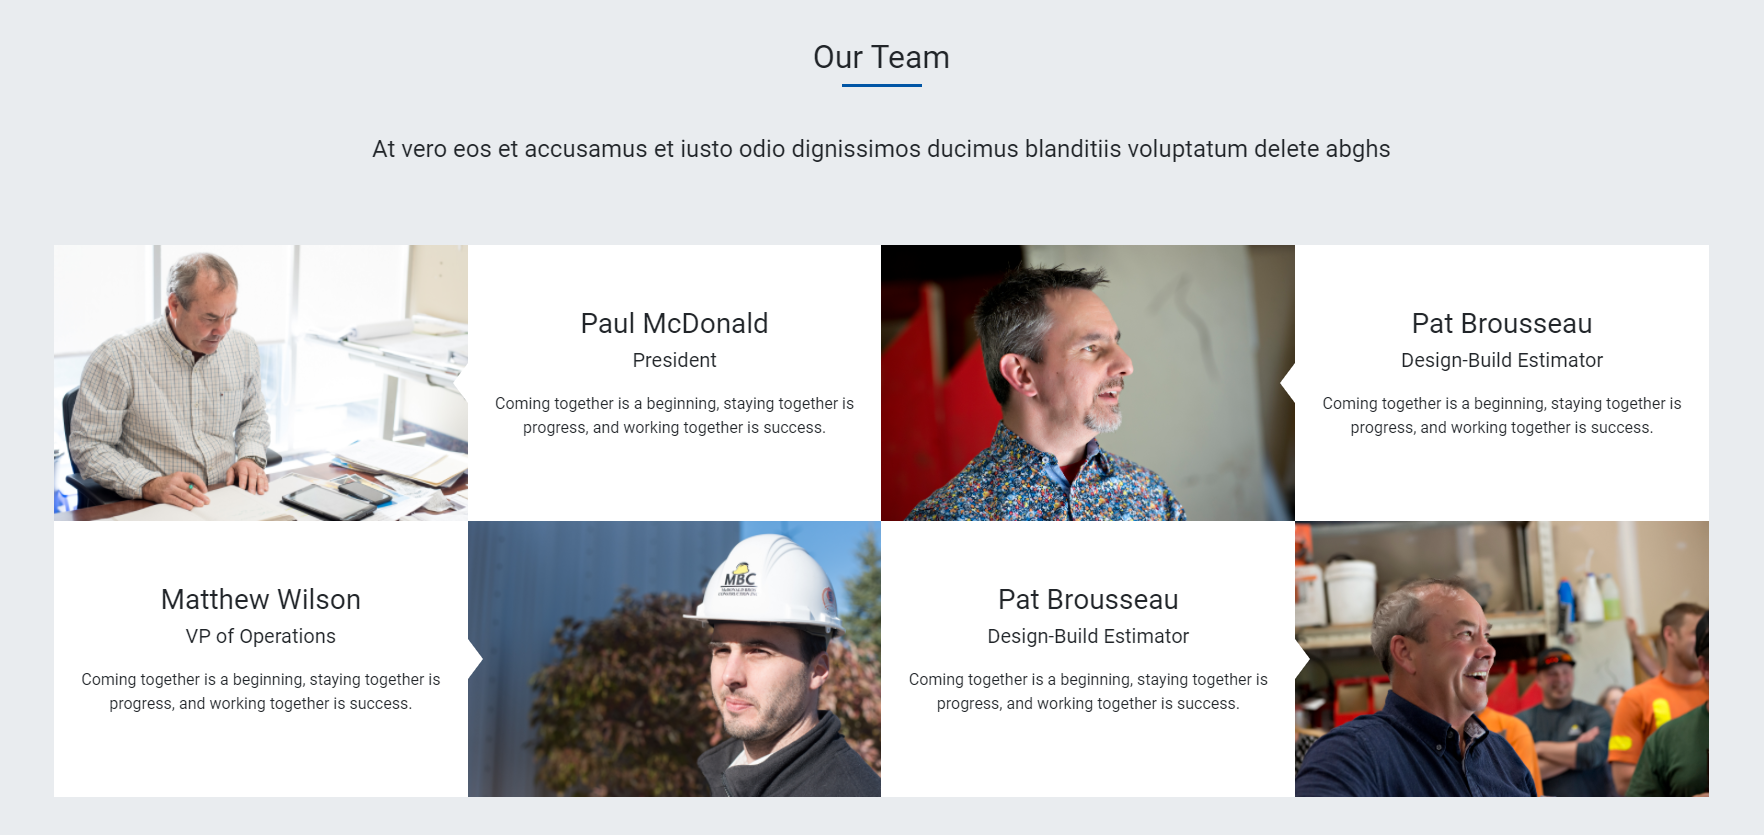 Our Team
At vero eos et accusamus et iusto odio dignissimos ducimus blanditiis voluptatum delete abghs
Paul McDonald
President
Coming together is a beginning, staying together is
progress, and working together is success.
Pat Brousseau
Design-Build Estimator
Coming together is a beginning, staying together is
progress, and working together is success.
Matthew Wilson
VP of Operations
Coming together is a beginning, staying together is
progress, and working together is success.
MBC
McDONALD BROS.
CONSTRUCTION INC.
Pat Brousseau
Design-Build Estimator
Coming together is a beginning, staying together is
progress, and working together is success.